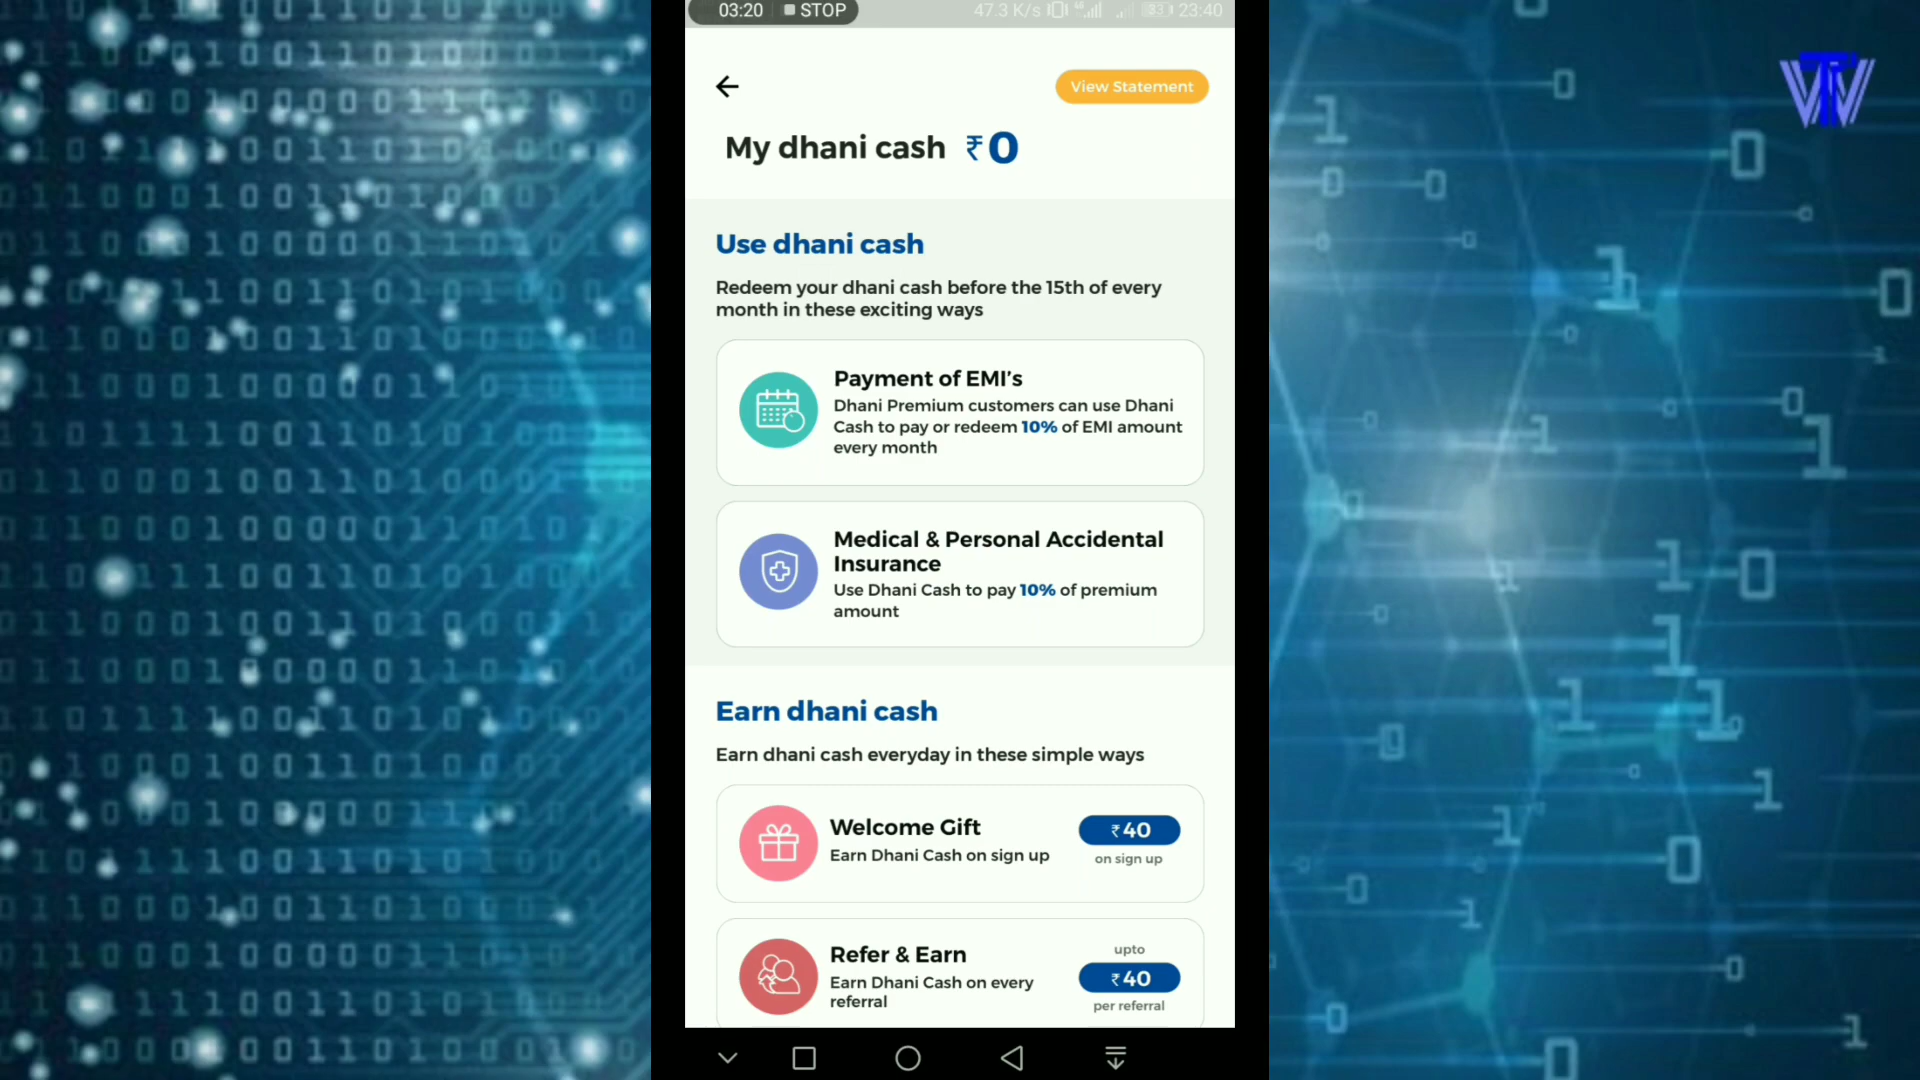 03:20 STOP 47.3 K/s 83 23:40
View Statement
My dhani cash ₹0
Use dhani cash
Redeem your dhani cash before the 15th of every
month in these exciting ways
Payment of EMI's
Dhani Premium customers can use Dhani
Cash to pay or redeem 10% of EMI amount
every month
Medical & Personal Accidental
Insurance
Use Dhani Cash to pay 10% of premium
amount
Earn dhani cash
Earn dhani cash everyday in these simple ways
Welcome Gift
Earn Dhani Cash on sign up
₹40
on sign up
Refer & Earn
Earn Dhani Cash on every
referral
upto
₹40
per referral